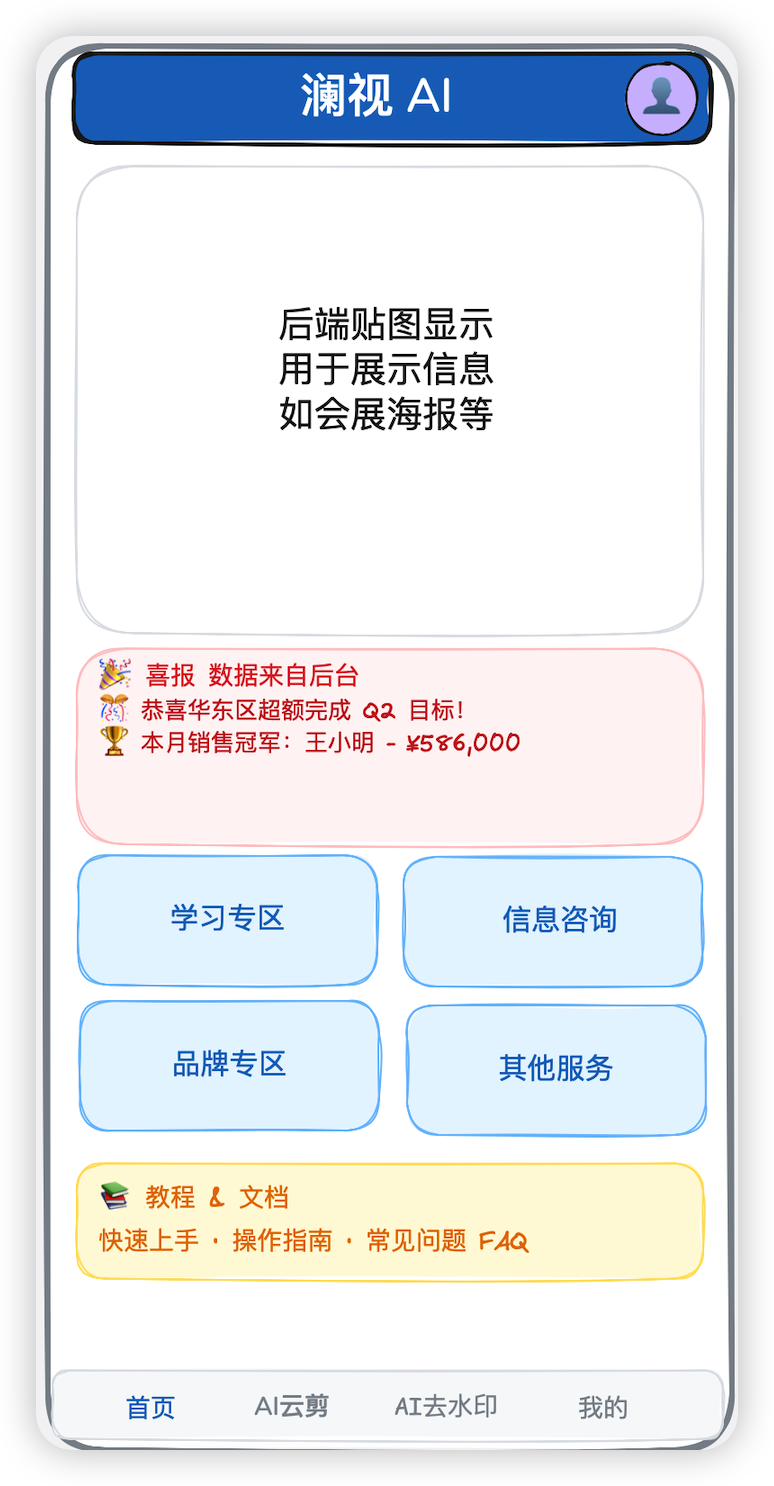 澜视 AI
后端贴图显示
用于展示信息
如会展海报等
🎉 喜报 数据来自后台
🎊 恭喜华东区超额完成 Q2 目标!
🏆 本月销售冠军: 王小明 - ¥586,000
学习专区
信息咨询
品牌专区
其他服务
📚 教程 & 文档
快速上手 · 操作指南 · 常见问题 FAQ
首页 AI云剪 AI去水印 我的